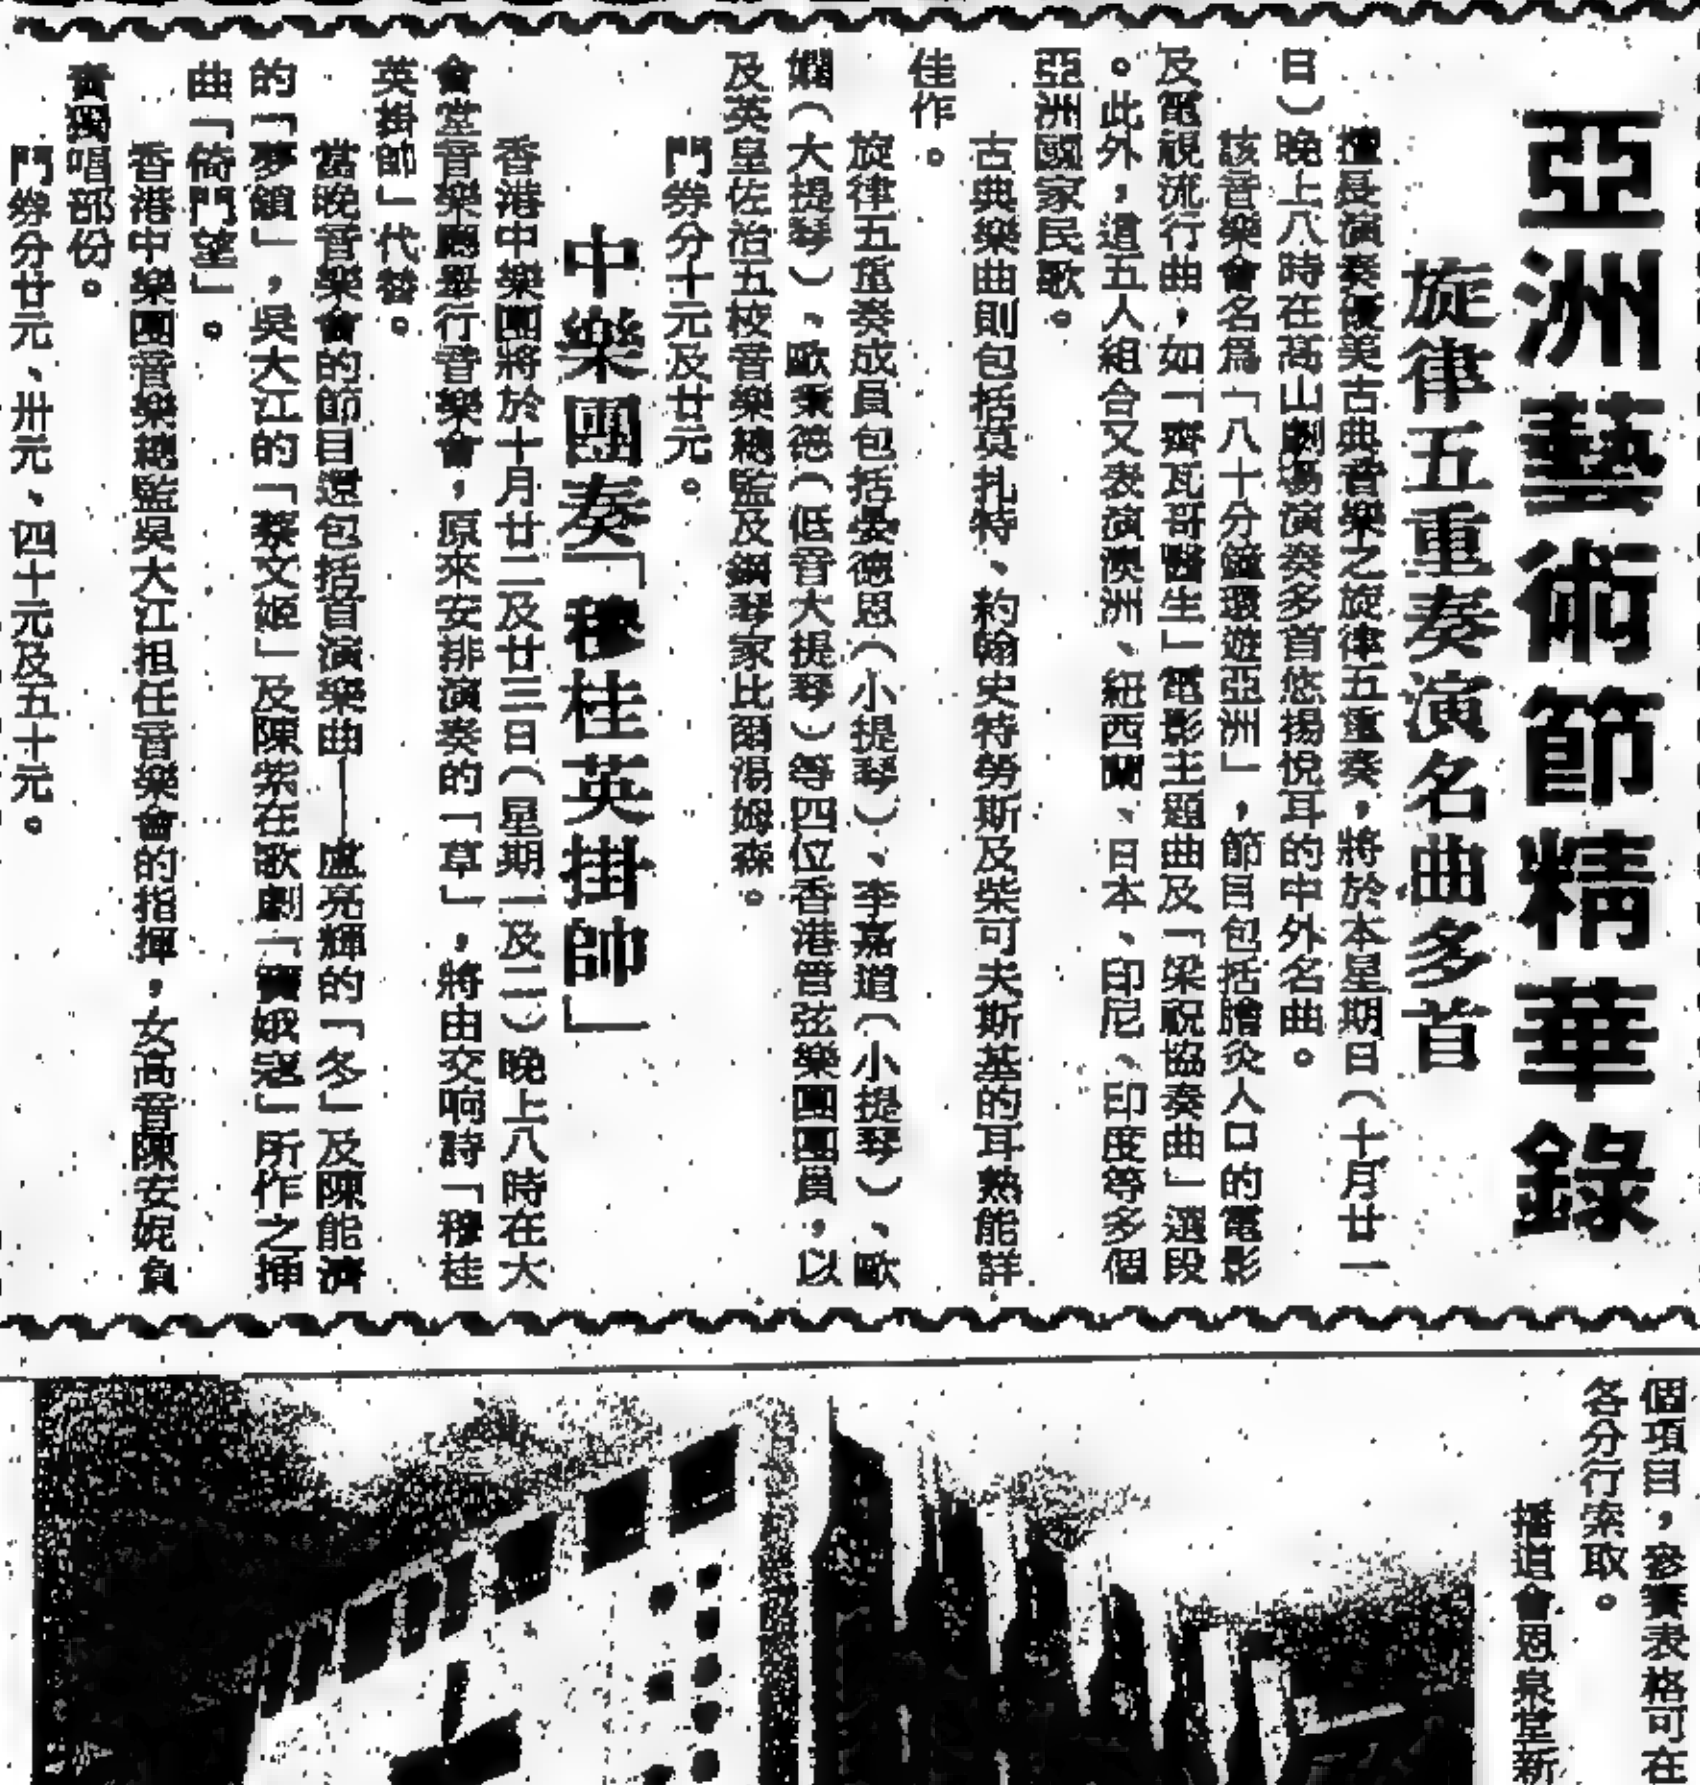 亞洲藝術節精華錄
旋律五重奏演名曲多首
擅長演奏優美古典音樂之旋律五重奏，將於本星期日（十月廿一
日）晚上八時在高山劇場演奏多首悠揚悅耳的中外名曲。
該音樂會名爲「八十分鐘環遊亞洲」，節目包括膾炙人口的電影
及電視流行曲，如「齊瓦哥醫生」電影主題曲及「梁祝協奏曲」選段
。此外，這五人組合又表演澳洲、紐西蘭、日本、印尼、印度等多個
亞洲國家民歌。
古典樂曲則包括莫扎特、約翰史特勞斯及柴可夫斯基的耳熟能詳
佳作。
旋律五重奏成員包括晏德思（小提琴）、李嘉道（小提琴）、歐
嫻（大提琴）、歐秉德（低音大提琴）等四位香港管弦樂團團員，以
及英皇佐治五校音樂總監及鋼琴家比爾湯姆森。
門券分十元及廿元。
中樂團奏「穆桂英掛帥」
香港中樂團將於十月廿二及廿三日（星期一及二）晚上八時在大
會堂音樂廳舉行音樂會，原來安排演奏的「草」，將由交响詩「穆桂
英掛帥」代替。
當晚音樂會的節目還包括首演樂曲——盧亮輝的「冬」及陳能濟
的「夢鎖」，吳大江的「蔡文姬」及陳紫在歌劇「竇娥冤」所作之挿
曲「倚門望」。
香港中樂團音樂總監吳大江担任音樂會的指揮，女高音陳安妮負
責獨唱部份。
門券分廿元、卅元、四十元及五十元。
個項目，參賽表格可在
各分行索取。
播道會恩泉堂新